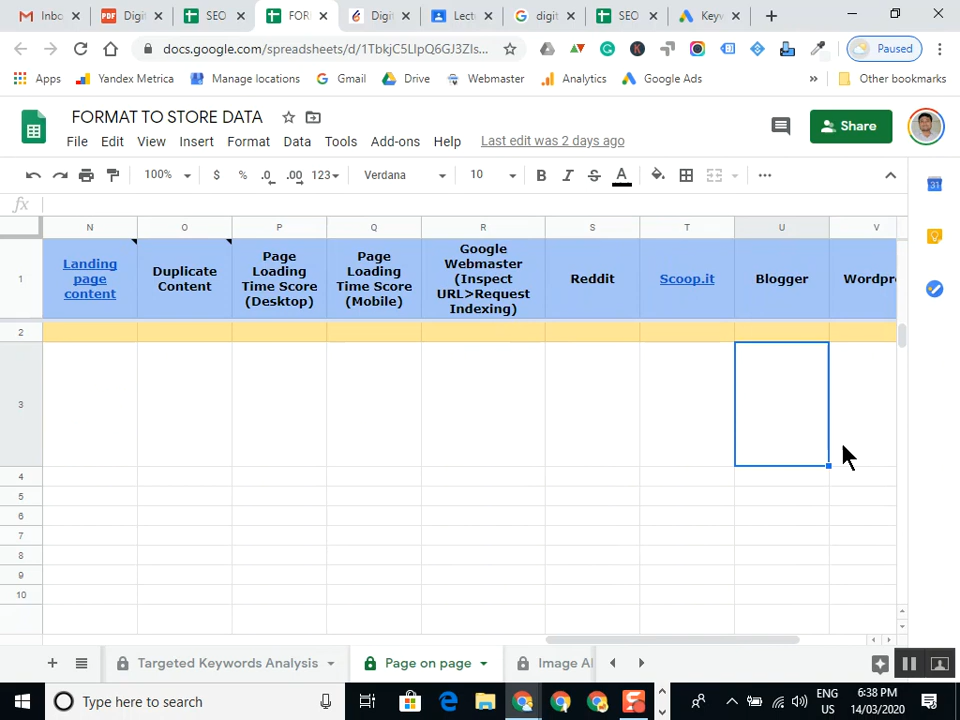 Inbo
Digit
SEO
FOR
Digit
Lectu
digit
SEO
Keyw
docs.google.com/spreadsheets/d/1TbkjC5LlpQ6GJ3ZIs...
Paused
Apps
Yandex Metrica
Manage locations
Gmail
Drive
Webmaster
Analytics
Google Ads
»
Other bookmarks
FORMAT TO STORE DATA
Share
File Edit View Insert Format Data Tools Add-ons Help Last edit was 2 days ago
100% $ % .0 .00 123 Verdana 10 B I S A
fx
N O P Q R S T U V
1
Landing
page
content
Duplicate
Content
Page
Loading
Time Score
(Desktop)
Page
Loading
Time Score
(Mobile)
Google
Webmaster
(Inspect
URL>Request
Indexing)
Reddit
Scoop.it
Blogger
Wordpre
2
3
4
5
6
7
8
9
10
Targeted Keywords Analysis
Page on page
Image Al
Type here to search
ENG
US
6:38 PM
14/03/2020